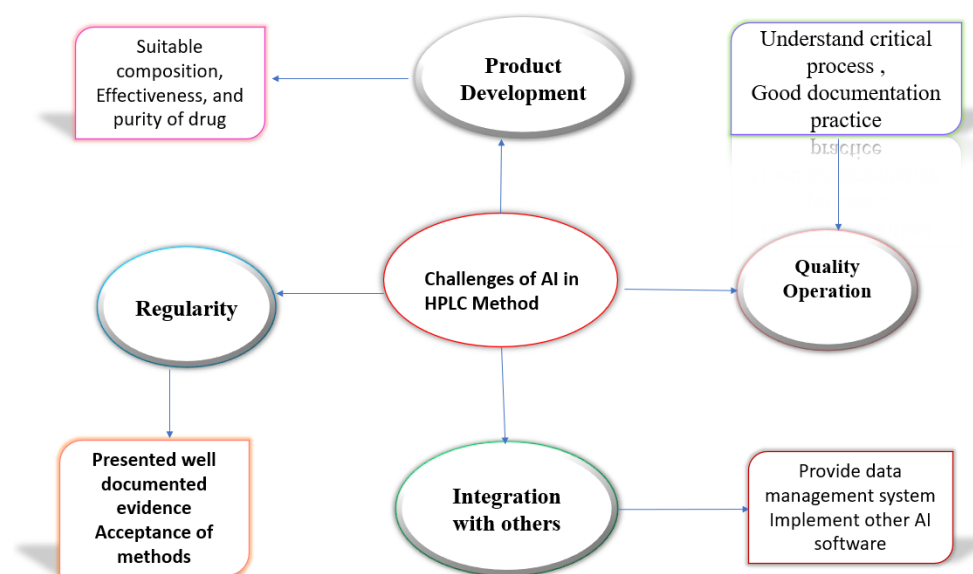 Suitable
composition,
Effectiveness, and
purity of drug
Product
Development
Understand critical
process ,
Good documentation
practice
practice
Challenges of AI in
HPLC Method
Regularity
Quality
Operation
Presented well
documented
evidence
Acceptance of
methods
Integration
with others
Provide data
management system
Implement other AI
software